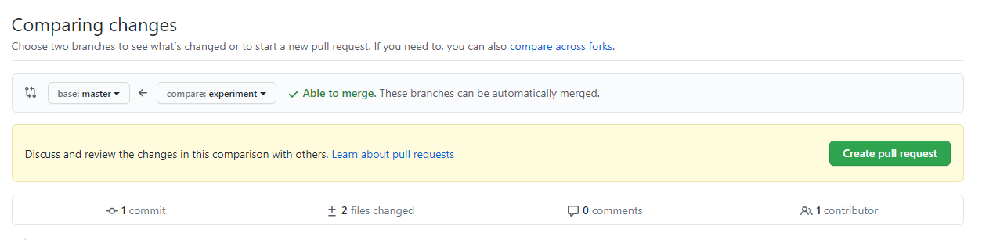 Comparing changes
Choose two branches to see what's changed or to start a new pull request. If you need to, you can also compare across forks.
base: master compare: experiment Able to merge. These branches can be automatically merged.
Discuss and review the changes in this comparison with others. Learn about pull requests Create pull request
1 commit 2 files changed 0 comments 1 contributor